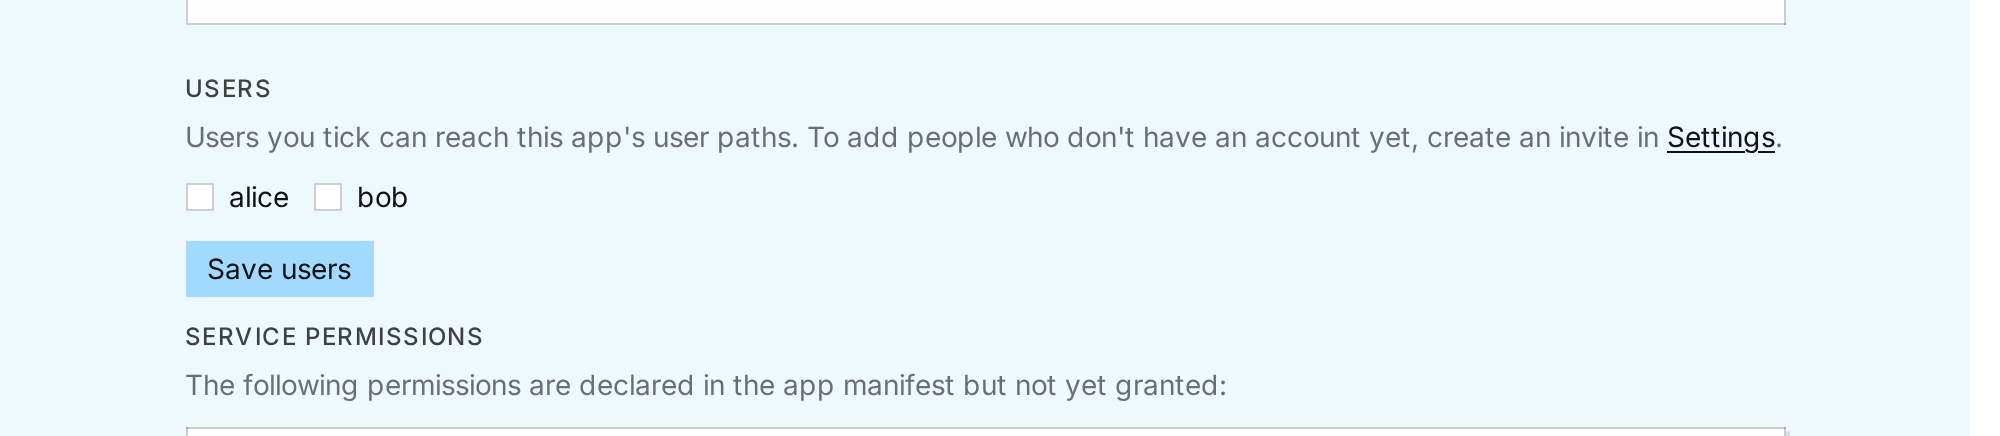 USERS
Users you tick can reach this app's user paths. To add people who don't have an account yet, create an invite in Settings.
alice bob
Save users
SERVICE PERMISSIONS
The following permissions are declared in the app manifest but not yet granted: